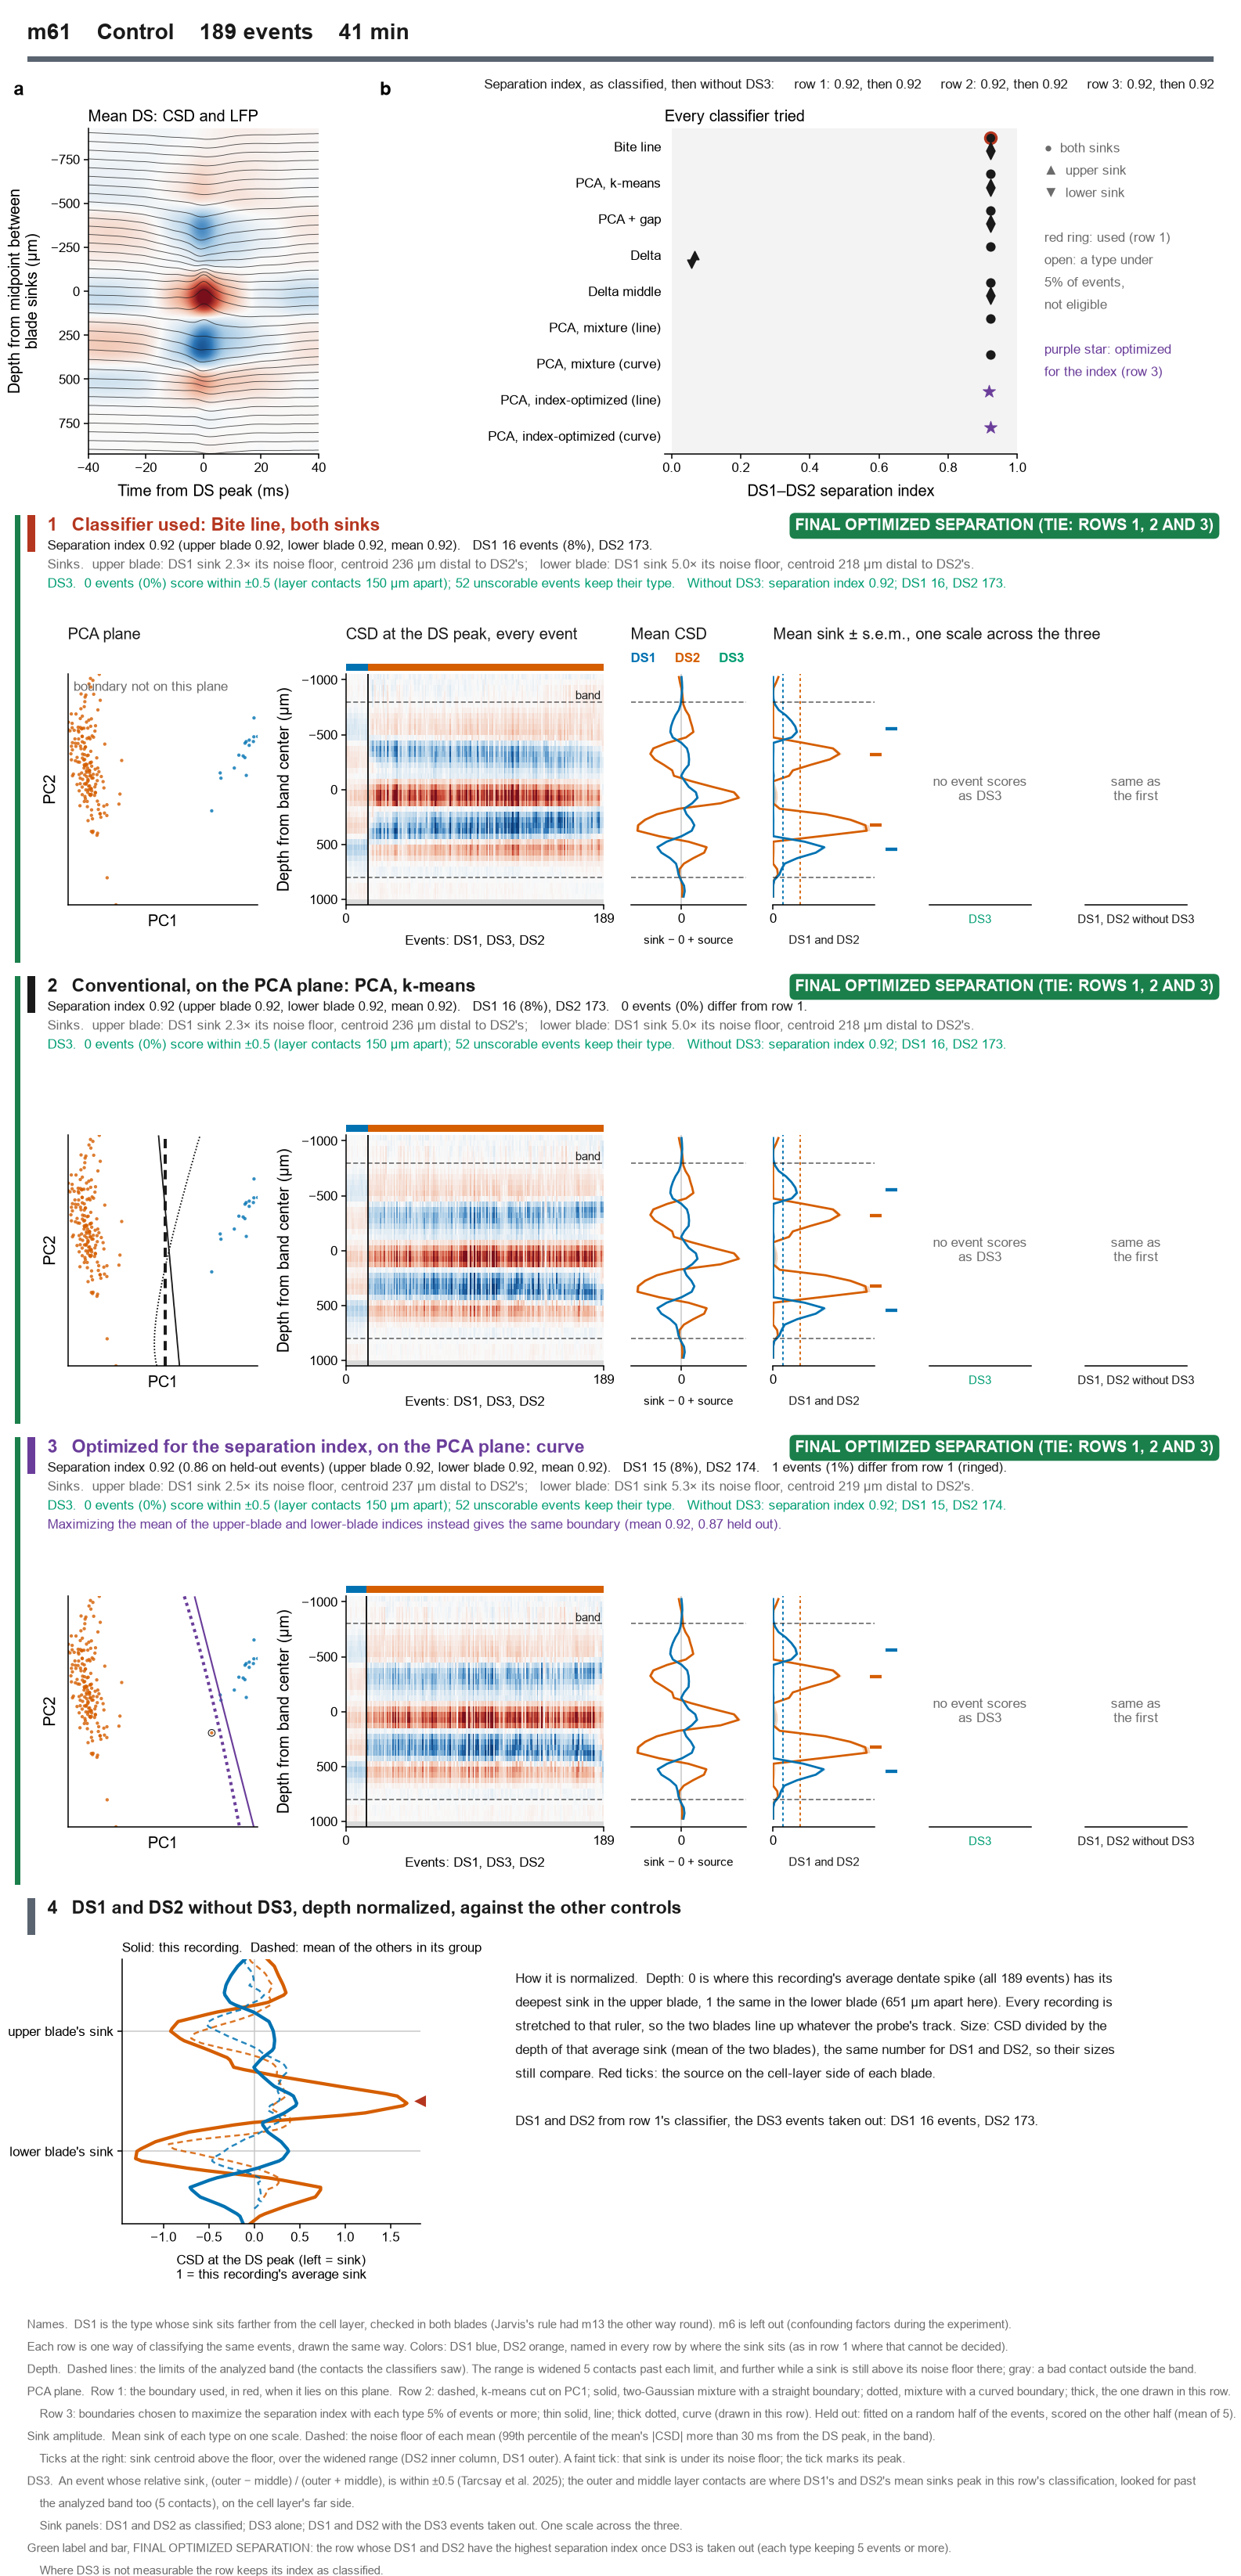 m61 Control 189 events 41 min
a
b
Separation index, as classified, then without DS3: row 1: 0.92, then 0.92 row 2: 0.92, then 0.92 row 3: 0.92, then 0.92
Mean DS: CSD and LFP
Depth from midpoint between
blade sinks (µm)
−750
−500
−250
0
250
500
750
−40
−20
0
20
40
Time from DS peak (ms)
Every classifier tried
Bite line
PCA, k-means
PCA + gap
Delta
Delta middle
PCA, mixture (line)
PCA, mixture (curve)
PCA, index-optimized (line)
PCA, index-optimized (curve)
0.0
0.2
0.4
0.6
0.8
1.0
DS1–DS2 separation index
both sinks
upper sink
lower sink
red ring: used (row 1)
open: a type under
5% of events,
not eligible
purple star: optimized
for the index (row 3)
1 Classifier used: Bite line, both sinks
FINAL OPTIMIZED SEPARATION (TIE: ROWS 1, 2 AND 3)
Separation index 0.92 (upper blade 0.92, lower blade 0.92, mean 0.92). DS1 16 events (8%), DS2 173.
Sinks. upper blade: DS1 sink 2.3× its noise floor, centroid 236 µm distal to DS2's; lower blade: DS1 sink 5.0× its noise floor, centroid 218 µm distal to DS2's.
DS3. 0 events (0%) score within ±0.5 (layer contacts 150 µm apart); 52 unscorable events keep their type. Without DS3: separation index 0.92; DS1 16, DS2 173.
PCA plane
CSD at the DS peak, every event
Mean CSD
Mean sink ± s.e.m., one scale across the three
DS1 DS2 DS3
boundary not on this plane
PC2
PC1
Depth from band center (µm)
−1000
−500
0
500
1000
band
0
189
Events: DS1, DS3, DS2
0
sink − 0 + source
0
DS1 and DS2
no event scores
as DS3
DS3
same as
the first
DS1, DS2 without DS3
2 Conventional, on the PCA plane: PCA, k-means
FINAL OPTIMIZED SEPARATION (TIE: ROWS 1, 2 AND 3)
Separation index 0.92 (upper blade 0.92, lower blade 0.92, mean 0.92). DS1 16 (8%), DS2 173. 0 events (0%) differ from row 1.
Sinks. upper blade: DS1 sink 2.3× its noise floor, centroid 236 µm distal to DS2's; lower blade: DS1 sink 5.0× its noise floor, centroid 218 µm distal to DS2's.
DS3. 0 events (0%) score within ±0.5 (layer contacts 150 µm apart); 52 unscorable events keep their type. Without DS3: separation index 0.92; DS1 16, DS2 173.
PC2
PC1
Depth from band center (µm)
−1000
−500
0
500
1000
band
0
189
Events: DS1, DS3, DS2
0
sink − 0 + source
0
DS1 and DS2
no event scores
as DS3
DS3
same as
the first
DS1, DS2 without DS3
3 Optimized for the separation index, on the PCA plane: curve
FINAL OPTIMIZED SEPARATION (TIE: ROWS 1, 2 AND 3)
Separation index 0.92 (0.86 on held-out events) (upper blade 0.92, lower blade 0.92, mean 0.92). DS1 15 (8%), DS2 174. 1 events (1%) differ from row 1 (ringed).
Sinks. upper blade: DS1 sink 2.5× its noise floor, centroid 237 µm distal to DS2's; lower blade: DS1 sink 5.3× its noise floor, centroid 219 µm distal to DS2's.
DS3. 0 events (0%) score within ±0.5 (layer contacts 150 µm apart); 52 unscorable events keep their type. Without DS3: separation index 0.92; DS1 15, DS2 174.
Maximizing the mean of the upper-blade and lower-blade indices instead gives the same boundary (mean 0.92, 0.87 held out).
PC2
PC1
Depth from band center (µm)
−1000
−500
0
500
1000
band
0
189
Events: DS1, DS3, DS2
0
sink − 0 + source
0
DS1 and DS2
no event scores
as DS3
DS3
same as
the first
DS1, DS2 without DS3
4 DS1 and DS2 without DS3, depth normalized, against the other controls
Solid: this recording. Dashed: mean of the others in its group
upper blade's sink
lower blade's sink
−1.0
−0.5
0.0
0.5
1.0
1.5
CSD at the DS peak (left = sink)
1 = this recording's average sink
How it is normalized. Depth: 0 is where this recording's average dentate spike (all 189 events) has its
deepest sink in the upper blade, 1 the same in the lower blade (651 µm apart here). Every recording is
stretched to that ruler, so the two blades line up whatever the probe's track. Size: CSD divided by the
depth of that average sink (mean of the two blades), the same number for DS1 and DS2, so their sizes
still compare. Red ticks: the source on the cell-layer side of each blade.
DS1 and DS2 from row 1's classifier, the DS3 events taken out: DS1 16 events, DS2 173.
Names. DS1 is the type whose sink sits farther from the cell layer, checked in both blades (Jarvis's rule had m13 the other way round). m6 is left out (confounding factors during the experiment).
Each row is one way of classifying the same events, drawn the same way. Colors: DS1 blue, DS2 orange, named in every row by where the sink sits (as in row 1 where that cannot be decided).
Depth. Dashed lines: the limits of the analyzed band (the contacts the classifiers saw). The range is widened 5 contacts past each limit, and further while a sink is still above its noise floor there; gray: a bad contact outside the band.
PCA plane. Row 1: the boundary used, in red, when it lies on this plane. Row 2: dashed, k-means cut on PC1; solid, two-Gaussian mixture with a straight boundary; dotted, mixture with a curved boundary; thick, the one drawn in this row.
Row 3: boundaries chosen to maximize the separation index with each type 5% of events or more; thin solid, line; thick dotted, curve (drawn in this row). Held out: fitted on a random half of the events, scored on the other half (mean of 5).
Sink amplitude. Mean sink of each type on one scale. Dashed: the noise floor of each mean (99th percentile of the mean's |CSD| more than 30 ms from the DS peak, in the band).
Ticks at the right: sink centroid above the floor, over the widened range (DS2 inner column, DS1 outer). A faint tick: that sink is under its noise floor; the tick marks its peak.
DS3. An event whose relative sink, (outer − middle) / (outer + middle), is within ±0.5 (Tarcsay et al. 2025); the outer and middle layer contacts are where DS1's and DS2's mean sinks peak in this row's classification, looked for past
the analyzed band too (5 contacts), on the cell layer's far side.
Sink panels: DS1 and DS2 as classified; DS3 alone; DS1 and DS2 with the DS3 events taken out. One scale across the three.
Green label and bar, FINAL OPTIMIZED SEPARATION: the row whose DS1 and DS2 have the highest separation index once DS3 is taken out (each type keeping 5 events or more).
Where DS3 is not measurable the row keeps its index as classified.